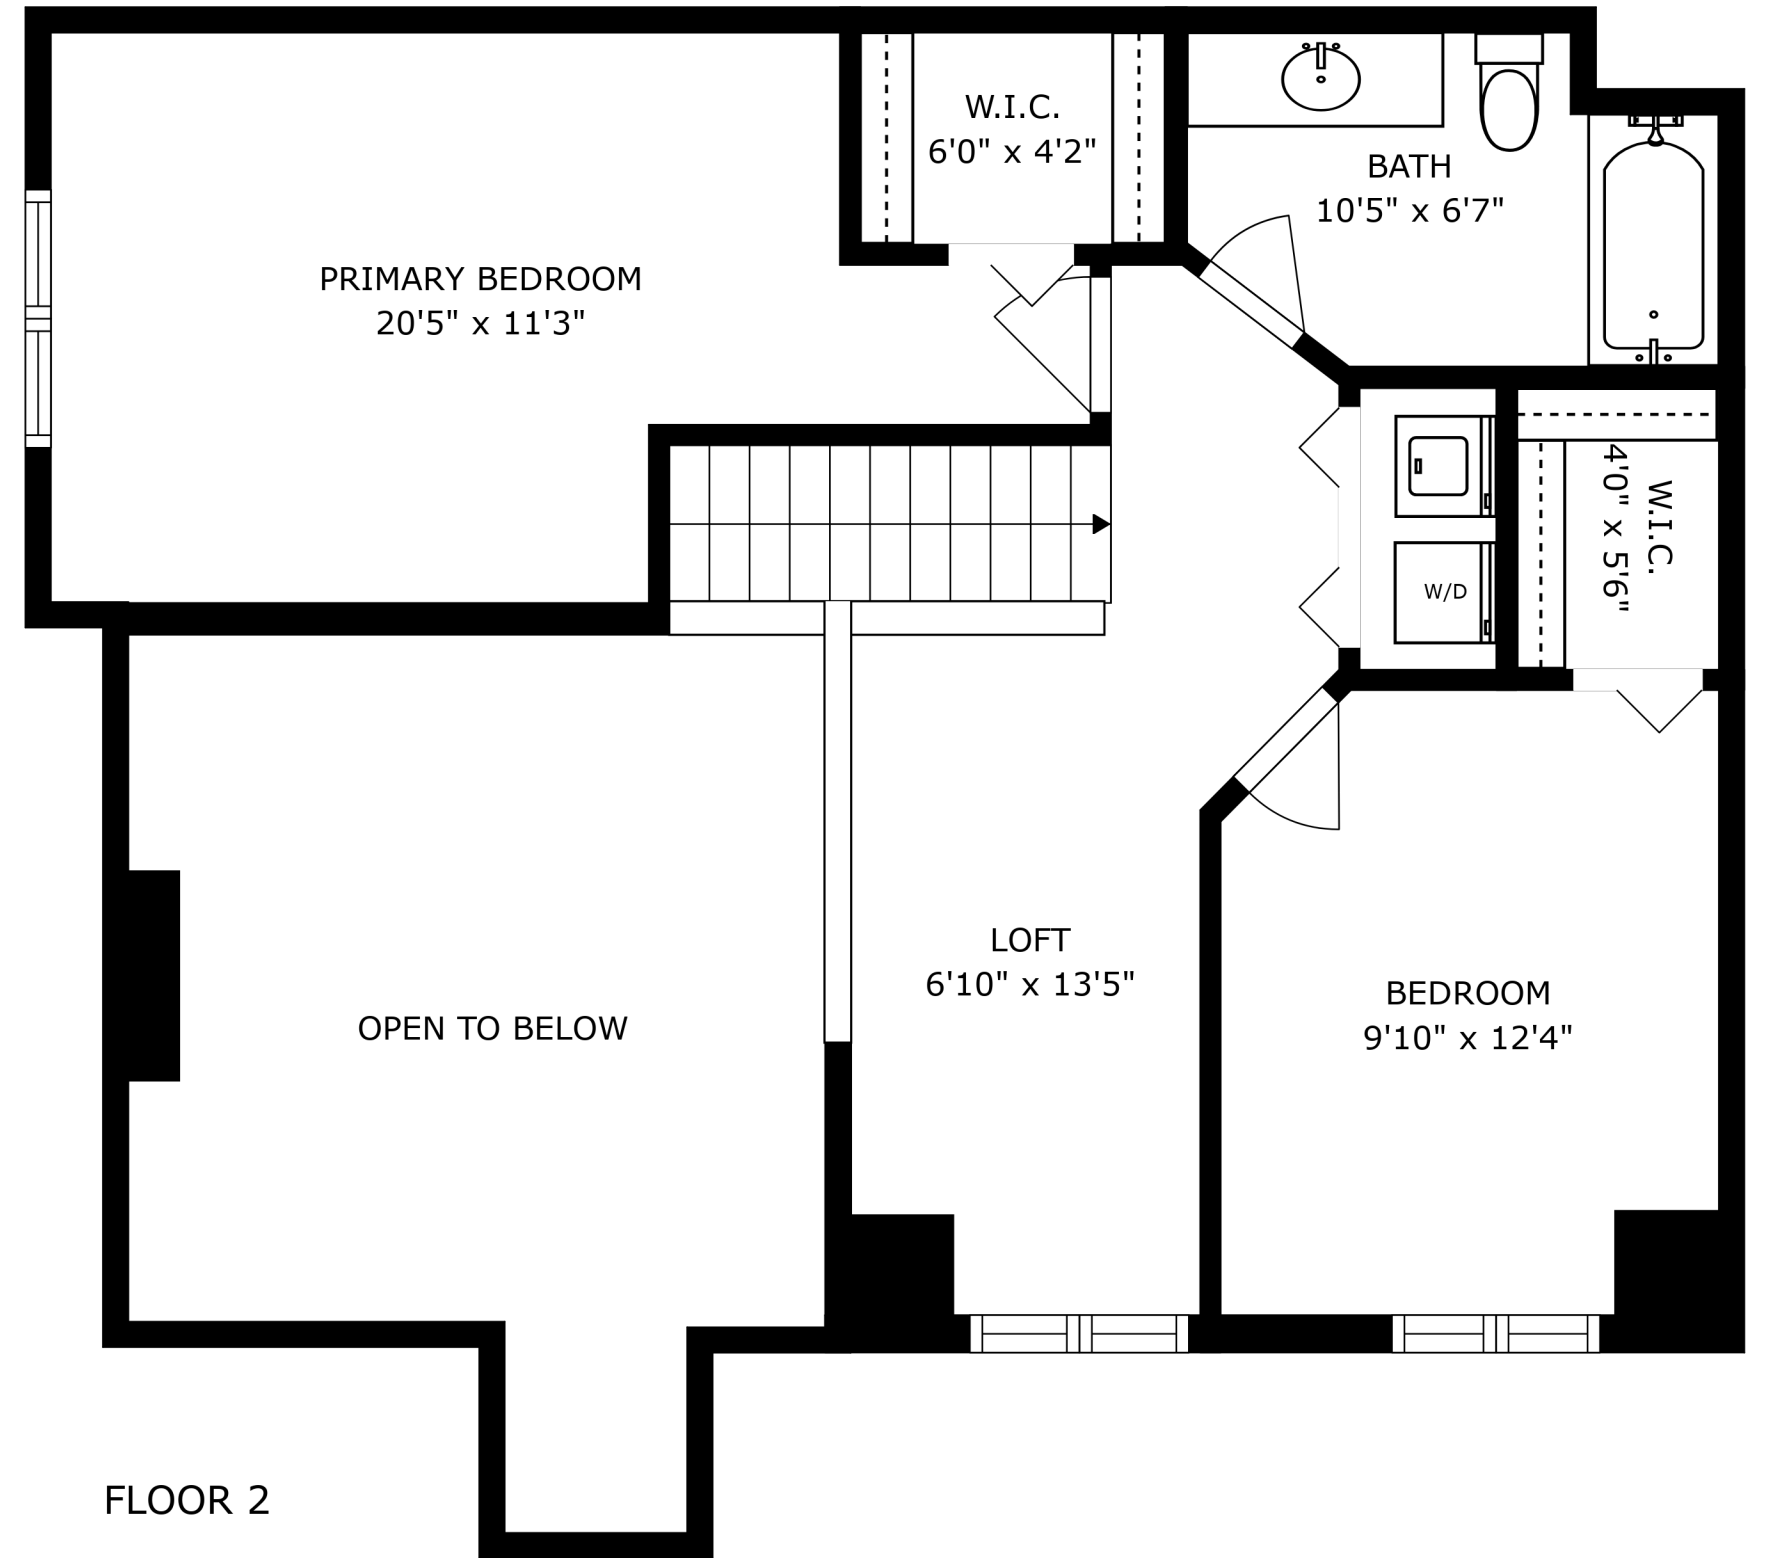 W.I.C.
6'0" x 4'2"
BATH
10'5" x 6'7"
PRIMARY BEDROOM
20'5" x 11'3"
W.I.C.
4'0" x 5'6"
W/D
LOFT
6'10" x 13'5"
BEDROOM
9'10" x 12'4"
OPEN TO BELOW
FLOOR 2